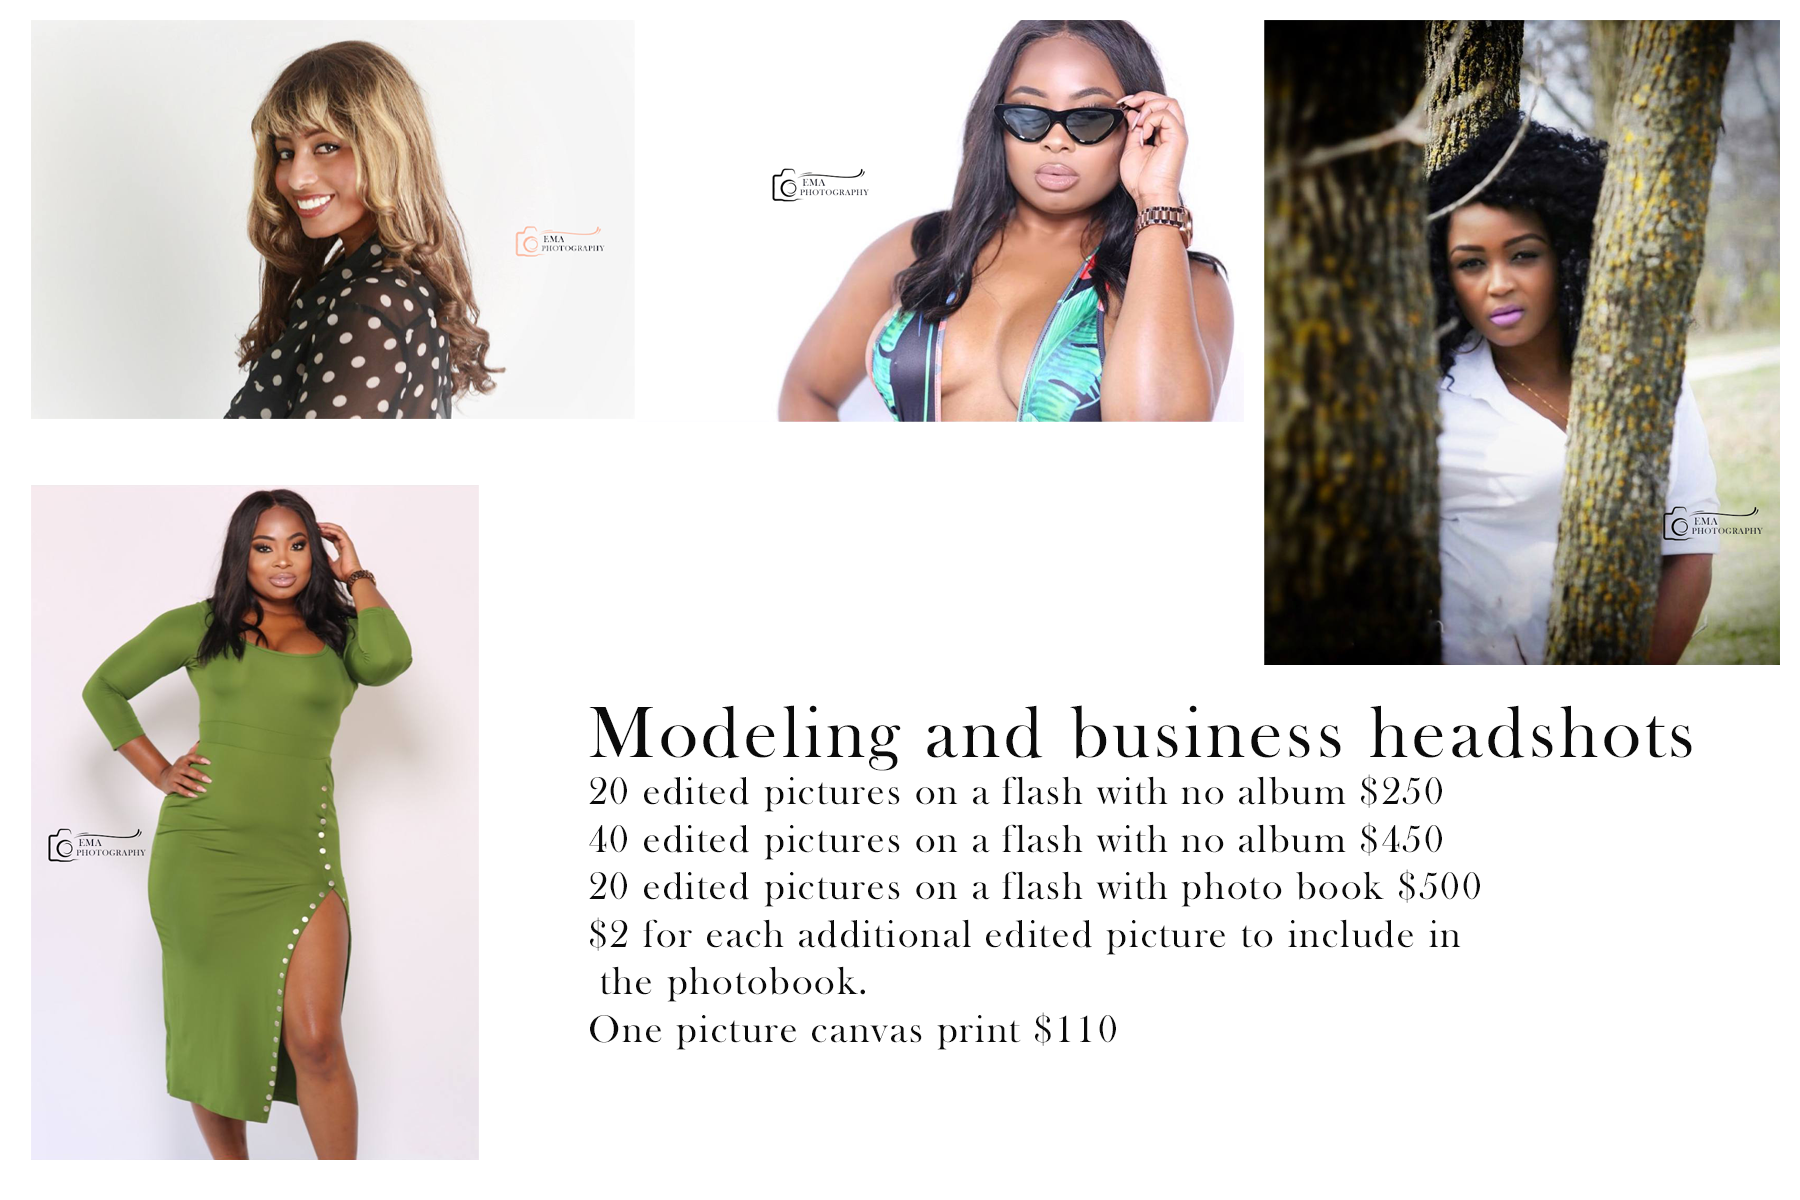 EMA
PHOTOGRAPHY
EMA
PHOTOGRAPHY
EMA
PHOTOGRAPHY
EMA
PHOTOGRAPHY
Modeling and business headshots
20 edited pictures on a flash with no album $250
40 edited pictures on a flash with no album $450
20 edited pictures on a flash with photo book $500
$2 for each additional edited picture to include in
the photobook.
One picture canvas print $110